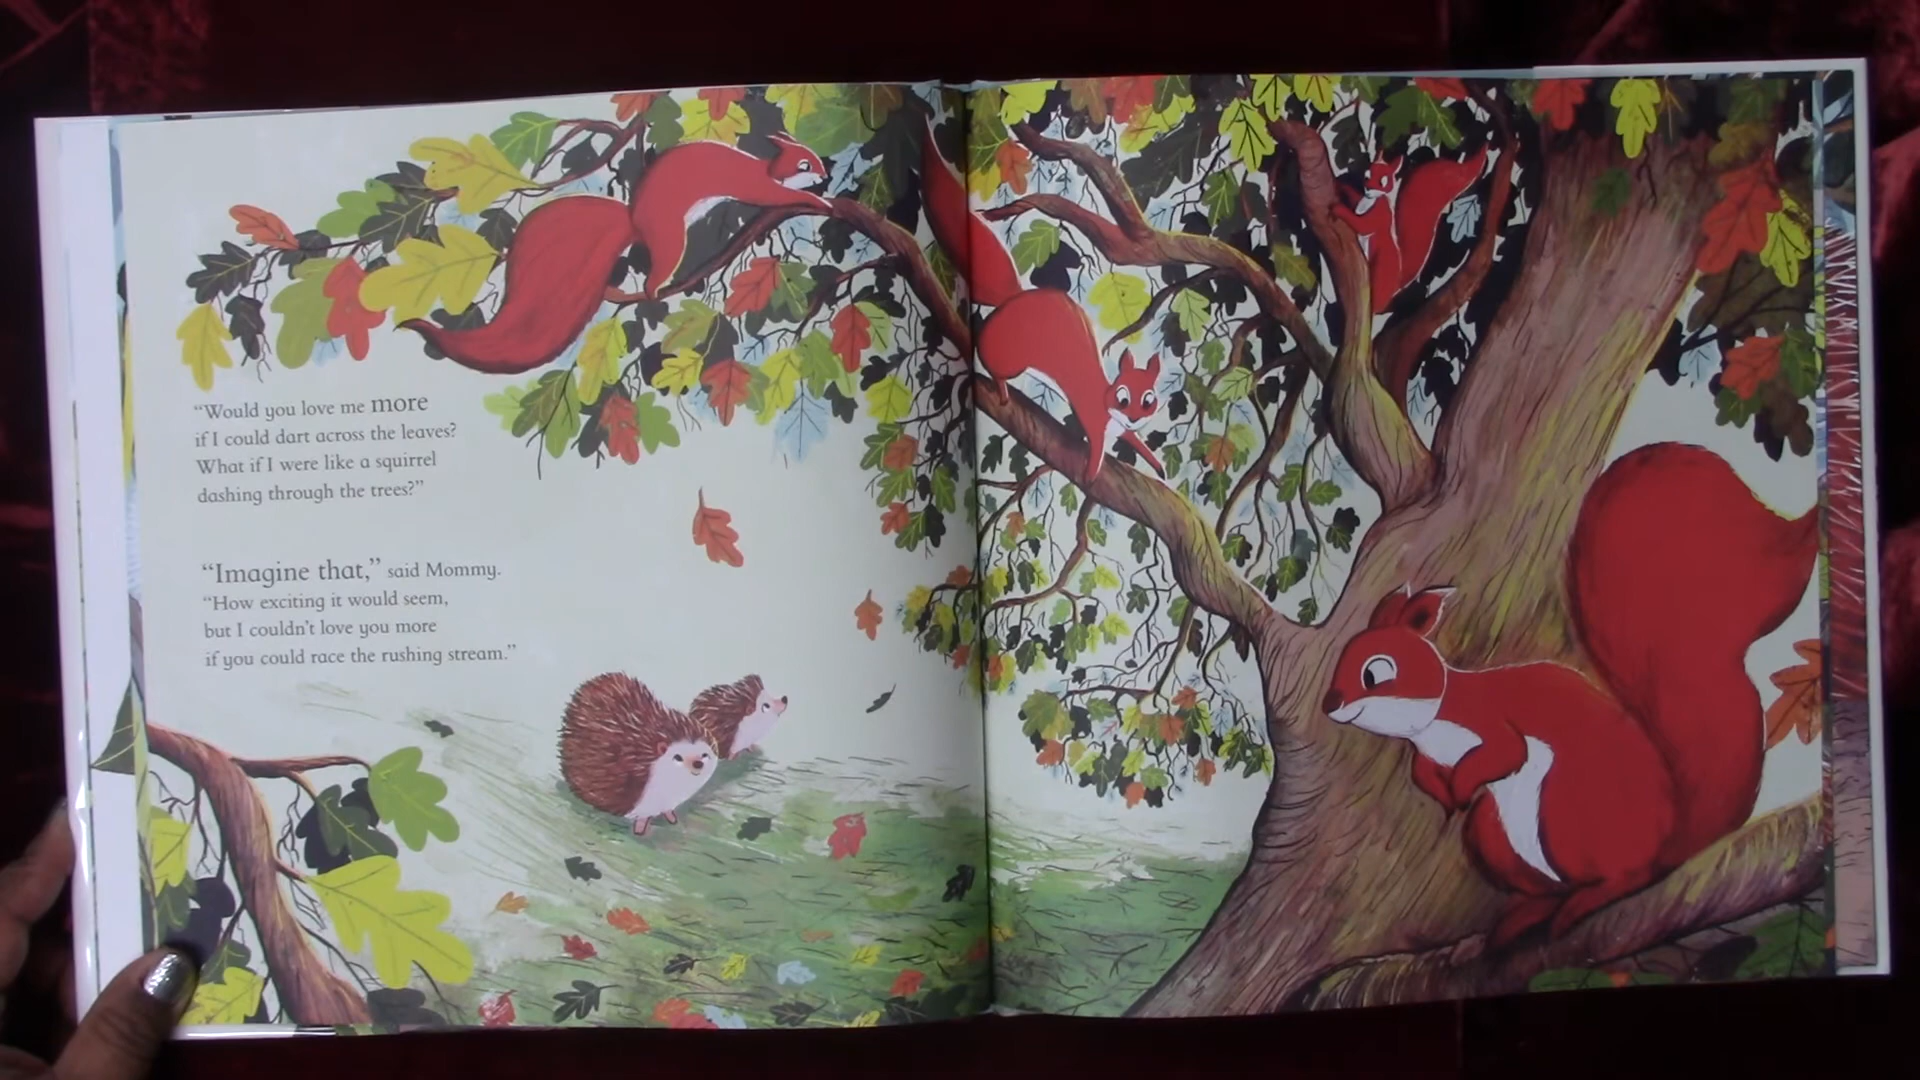 “Would you love me more
if I could dart across the leaves?
What if I were like a squirrel
dashing through the trees?”
“Imagine that,” said Mommy.
“How exciting it would seem,
but I couldn’t love you more
if you could race the rushing stream.”